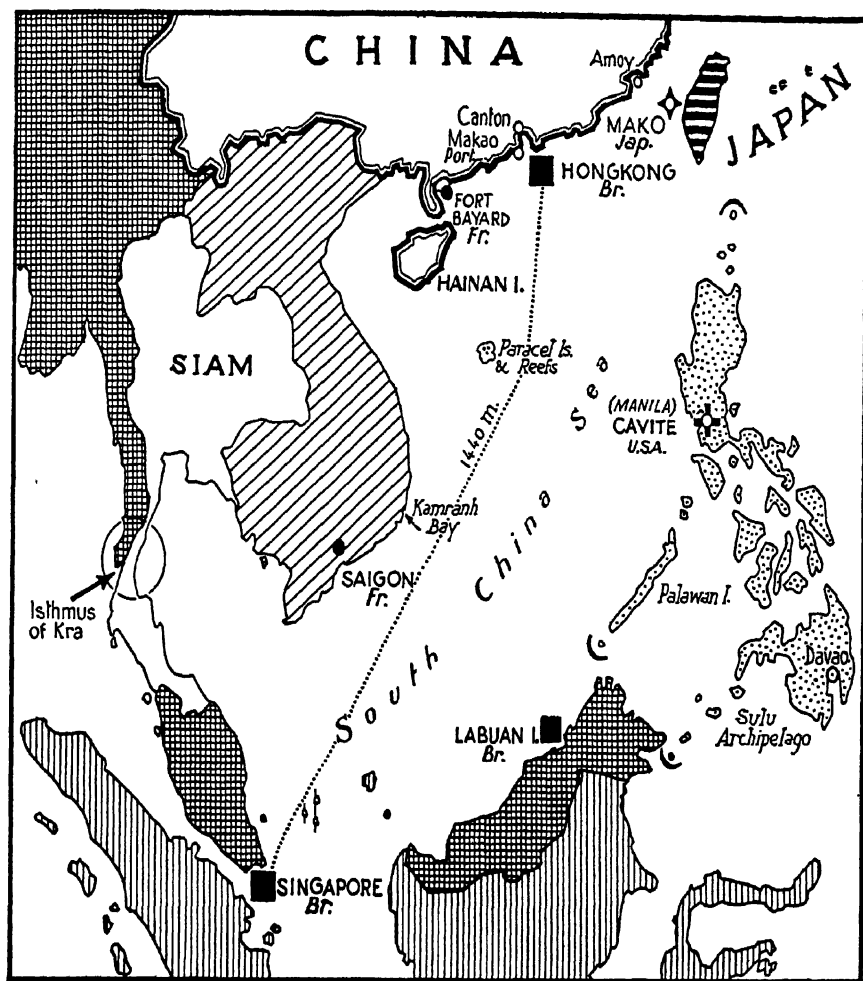 CHINA
Amoy
JAPAN
Canton
Makao
Port.
MAKO
Jap.
HONGKONG
Br.
FORT
BAYARD
Fr.
HAINAN I.
SIAM
Paracel Is.
& Reefs
(MANILA)
CAVITE
U.S.A.
1440 m.
South China Sea
Kamranh
Bay
SAIGON
Fr.
Isthmus
of Kra
Palawan I.
Davao
Sulu
Archipelago
LABUAN I.
Br.
SINGAPORE
Br.